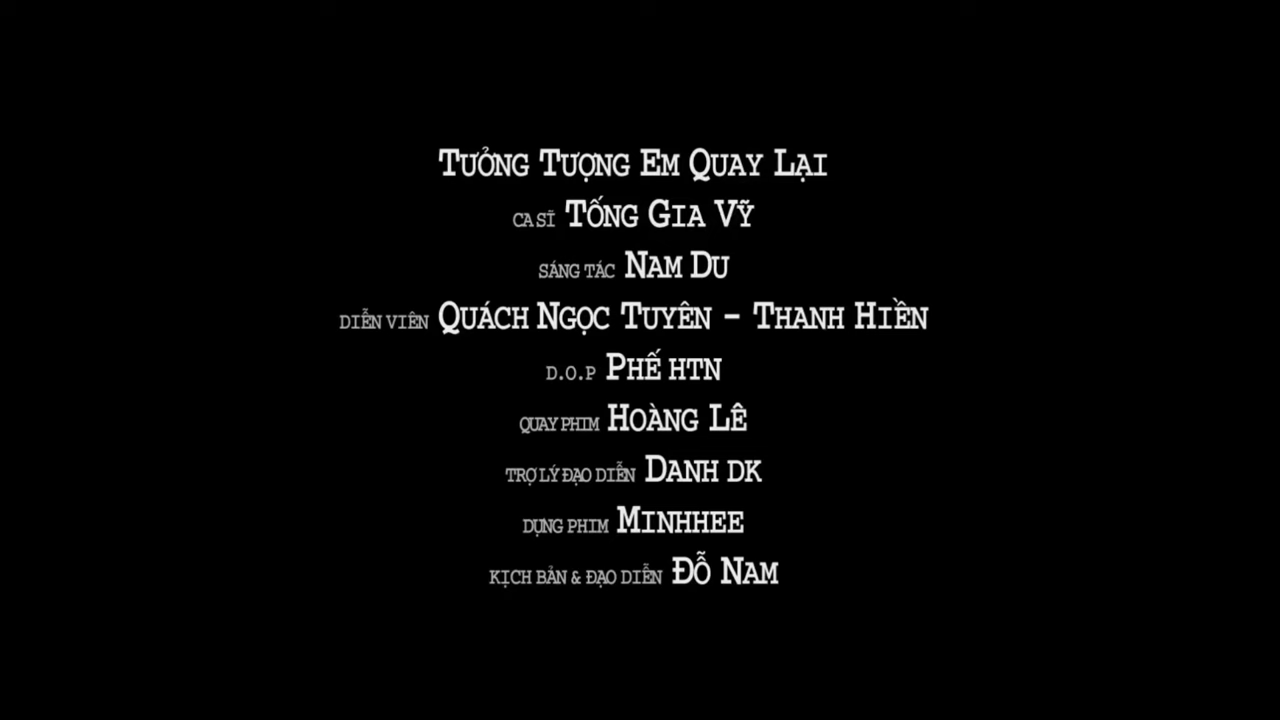 TƯỞNG TƯỢNG EM QUAY LẠI
CA SĨ TỐNG GIA VỸ
SÁNG TÁC NAM DU
DIỄN VIÊN QUÁCH NGỌC TUYÊN - THANH HIỀN
D.O.P PHẾ HTN
QUAY PHIM HOÀNG LÊ
TRỢ LÝ ĐẠO DIỄN DANH DK
DỰNG PHIM MINHHEE
KỊCH BẢN & ĐẠO DIỄN ĐỖ NAM